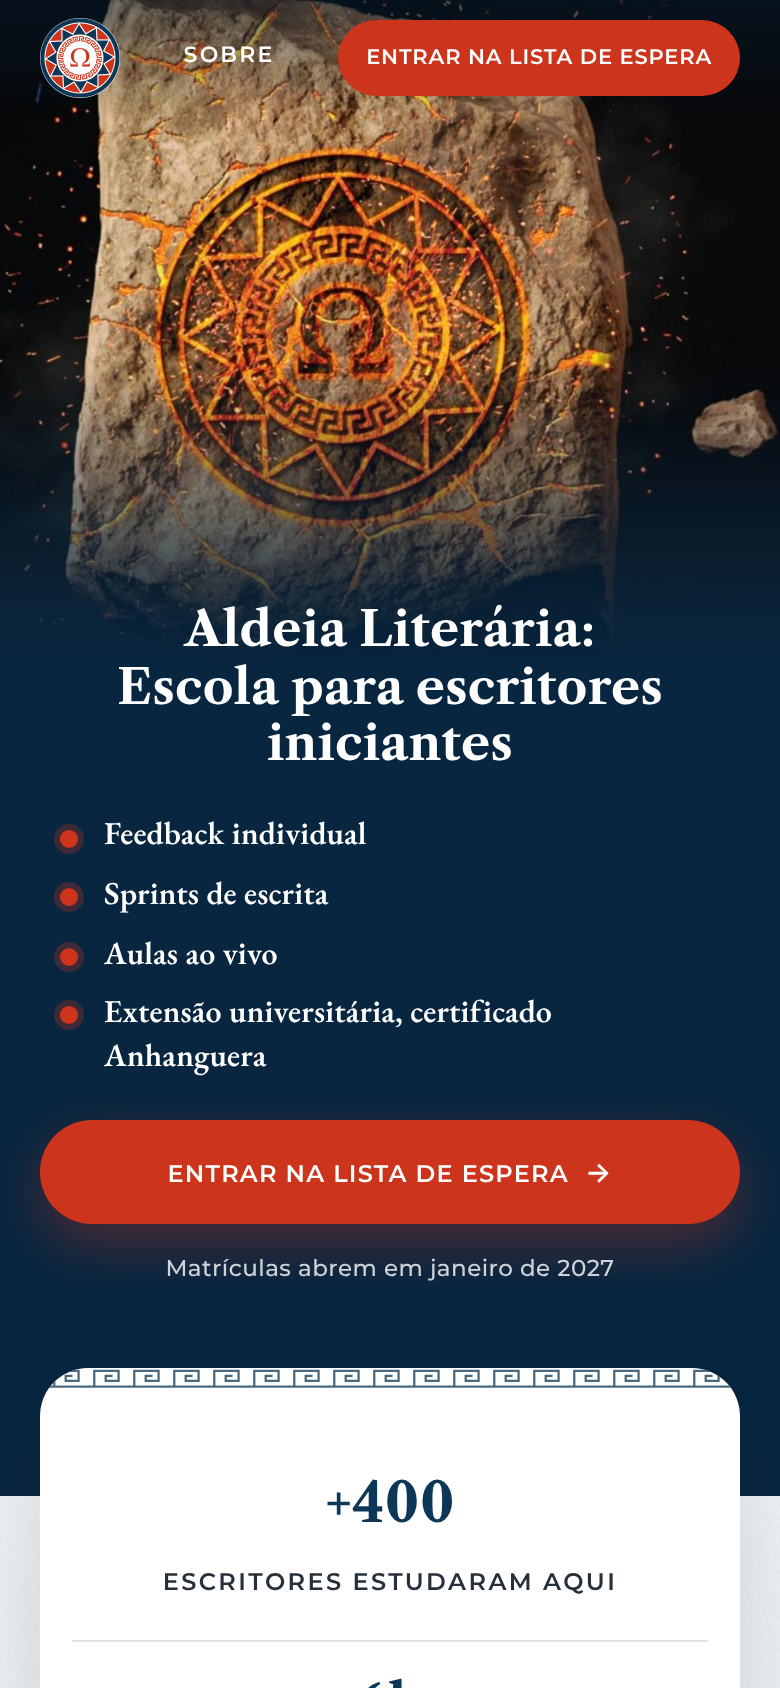 Ω
SOBRE
ENTRAR NA LISTA DE ESPERA
Ω
Aldeia Literária:
Escola para escritores
iniciantes
Feedback individual
Sprints de escrita
Aulas ao vivo
Extensão universitária, certificado
Anhanguera
ENTRAR NA LISTA DE ESPERA →
Matrículas abrem em janeiro de 2027
+400
ESCRITORES ESTUDARAM AQUI